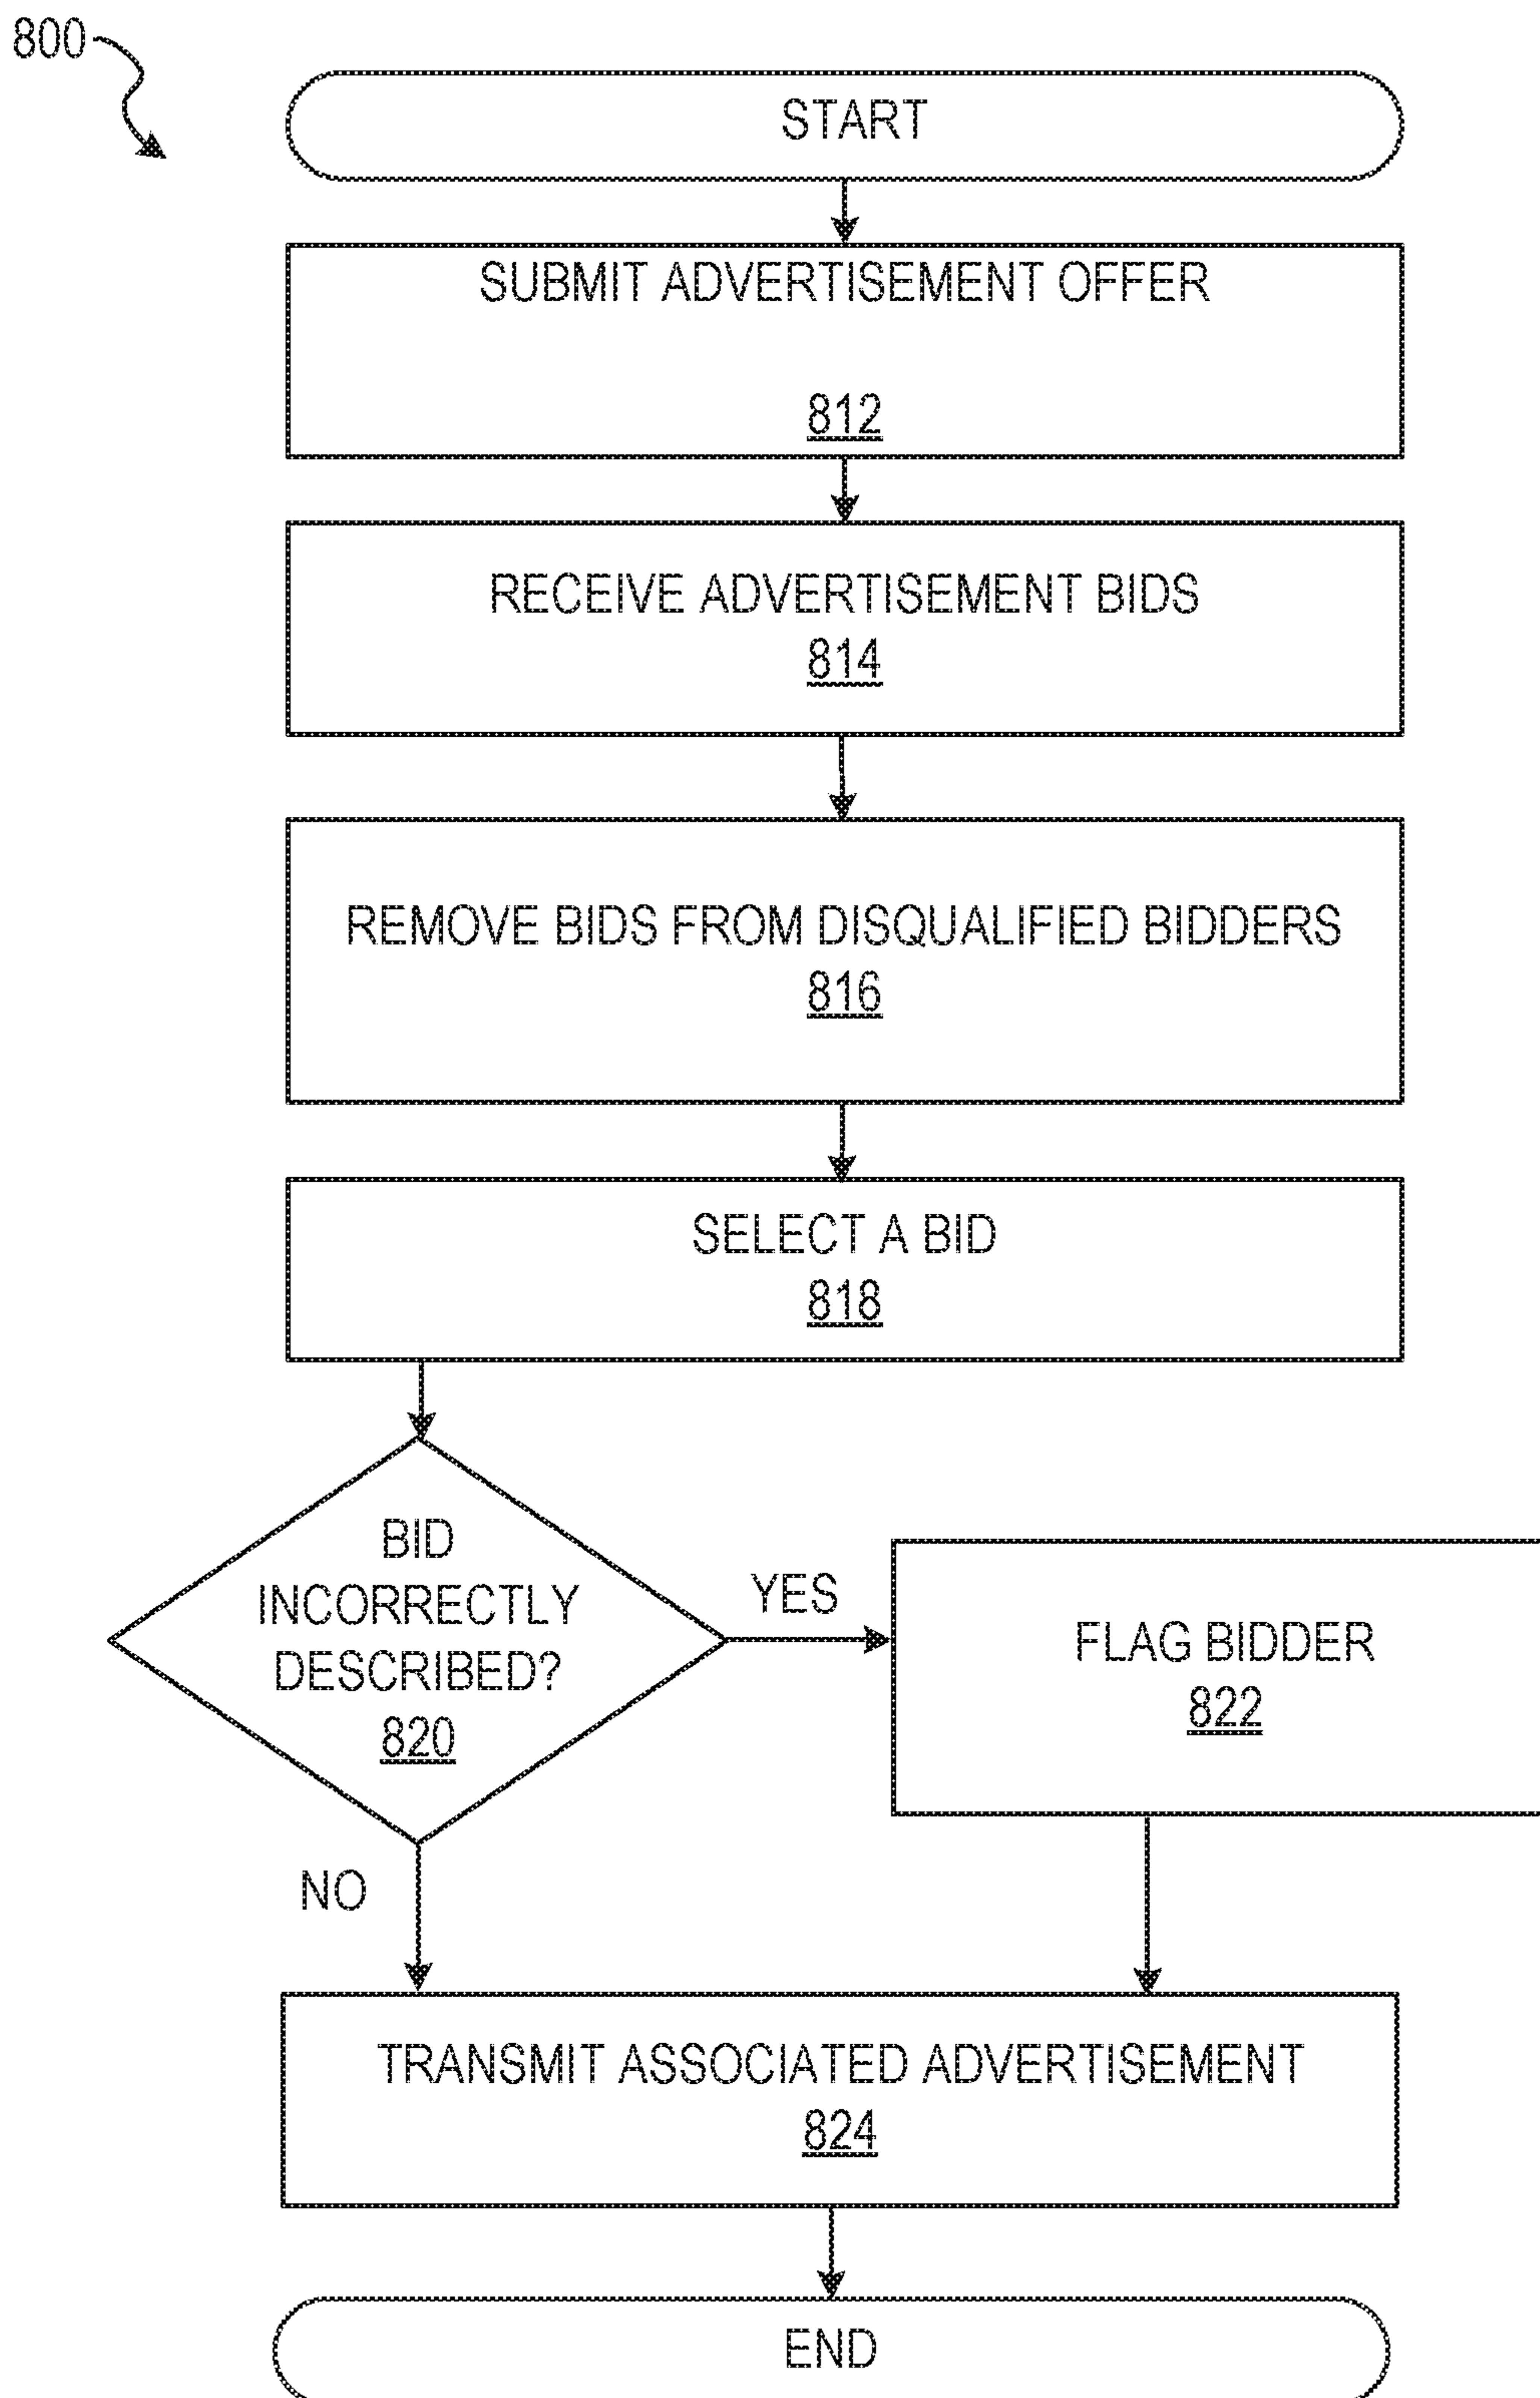 800
START
SUBMIT ADVERTISEMENT OFFER
812
RECEIVE ADVERTISEMENT BIDS
814
REMOVE BIDS FROM DISQUALIFIED BIDDERS
816
SELECT A BID
818
BID
INCORRECTLY
DESCRIBED?
820
YES
FLAG BIDDER
822
NO
TRANSMIT ASSOCIATED ADVERTISEMENT
824
END